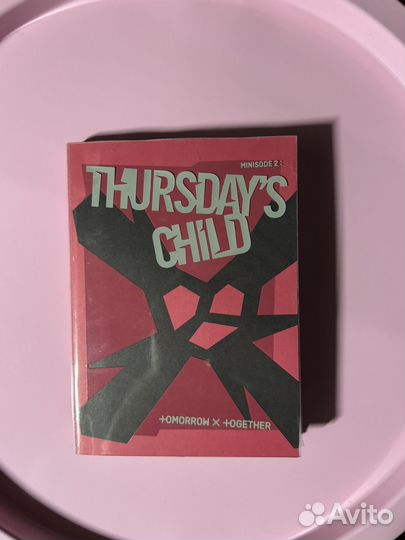 MINISODE 2:
THURSDAY'S
CHILD
TOMORROW × TOGETHER
Avito